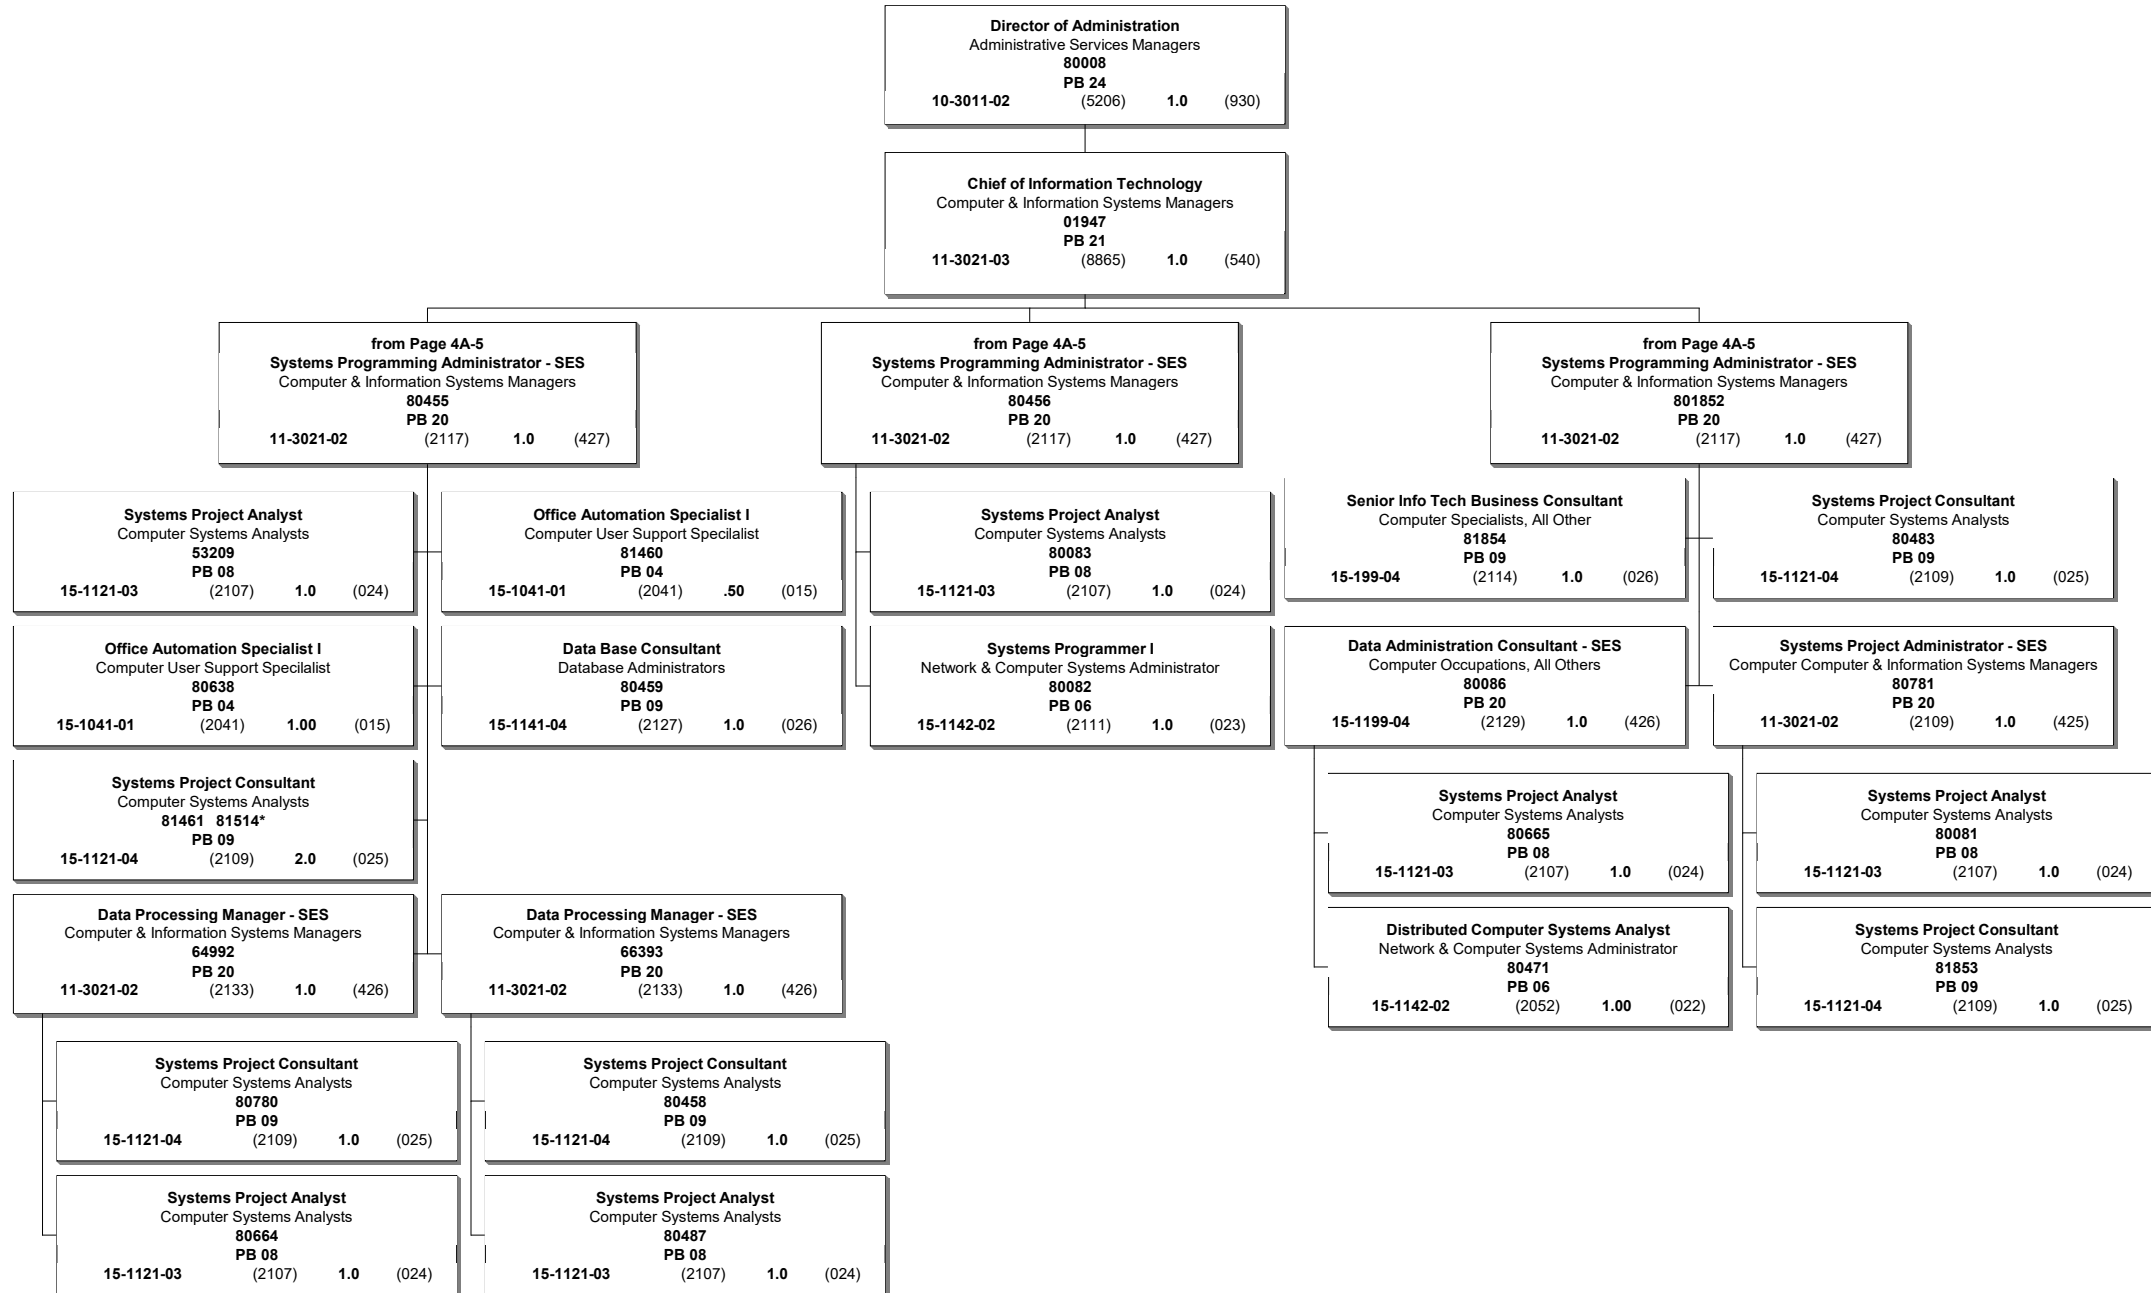 Director of Administration
Administrative Services Managers
80008
PB 24
10-3011-02 (5206) 1.0 (930)
Chief of Information Technology
Computer & Information Systems Managers
01947
PB 21
11-3021-03 (8865) 1.0 (540)
from Page 4A-5
Systems Programming Administrator - SES
Computer & Information Systems Managers
80455
PB 20
11-3021-02 (2117) 1.0 (427)
from Page 4A-5
Systems Programming Administrator - SES
Computer & Information Systems Managers
80456
PB 20
11-3021-02 (2117) 1.0 (427)
from Page 4A-5
Systems Programming Administrator - SES
Computer & Information Systems Managers
801852
PB 20
11-3021-02 (2117) 1.0 (427)
Systems Project Analyst
Computer Systems Analysts
53209
PB 08
15-1121-03 (2107) 1.0 (024)
Office Automation Specialist I
Computer User Support Specilalist
81460
PB 04
15-1041-01 (2041) .50 (015)
Systems Project Analyst
Computer Systems Analysts
80083
PB 08
15-1121-03 (2107) 1.0 (024)
Senior Info Tech Business Consultant
Computer Specialists, All Other
81854
PB 09
15-199-04 (2114) 1.0 (026)
Systems Project Consultant
Computer Systems Analysts
80483
PB 09
15-1121-04 (2109) 1.0 (025)
Office Automation Specialist I
Computer User Support Specilalist
80638
PB 04
15-1041-01 (2041) 1.00 (015)
Data Base Consultant
Database Administrators
80459
PB 09
15-1141-04 (2127) 1.0 (026)
Systems Programmer I
Network & Computer Systems Administrator
80082
PB 06
15-1142-02 (2111) 1.0 (023)
Data Administration Consultant - SES
Computer Occupations, All Others
80086
PB 20
15-1199-04 (2129) 1.0 (426)
Systems Project Administrator - SES
Computer Computer & Information Systems Managers
80781
PB 20
11-3021-02 (2109) 1.0 (425)
Systems Project Consultant
Computer Systems Analysts
81461 81514*
PB 09
15-1121-04 (2109) 2.0 (025)
Systems Project Analyst
Computer Systems Analysts
80665
PB 08
15-1121-03 (2107) 1.0 (024)
Systems Project Analyst
Computer Systems Analysts
80081
PB 08
15-1121-03 (2107) 1.0 (024)
Data Processing Manager - SES
Computer & Information Systems Managers
64992
PB 20
11-3021-02 (2133) 1.0 (426)
Data Processing Manager - SES
Computer & Information Systems Managers
66393
PB 20
11-3021-02 (2133) 1.0 (426)
Distributed Computer Systems Analyst
Network & Computer Systems Administrator
80471
PB 06
15-1142-02 (2052) 1.00 (022)
Systems Project Consultant
Computer Systems Analysts
81853
PB 09
15-1121-04 (2109) 1.0 (025)
Systems Project Consultant
Computer Systems Analysts
80780
PB 09
15-1121-04 (2109) 1.0 (025)
Systems Project Consultant
Computer Systems Analysts
80458
PB 09
15-1121-04 (2109) 1.0 (025)
Systems Project Analyst
Computer Systems Analysts
80664
PB 08
15-1121-03 (2107) 1.0 (024)
Systems Project Analyst
Computer Systems Analysts
80487
PB 08
15-1121-03 (2107) 1.0 (024)